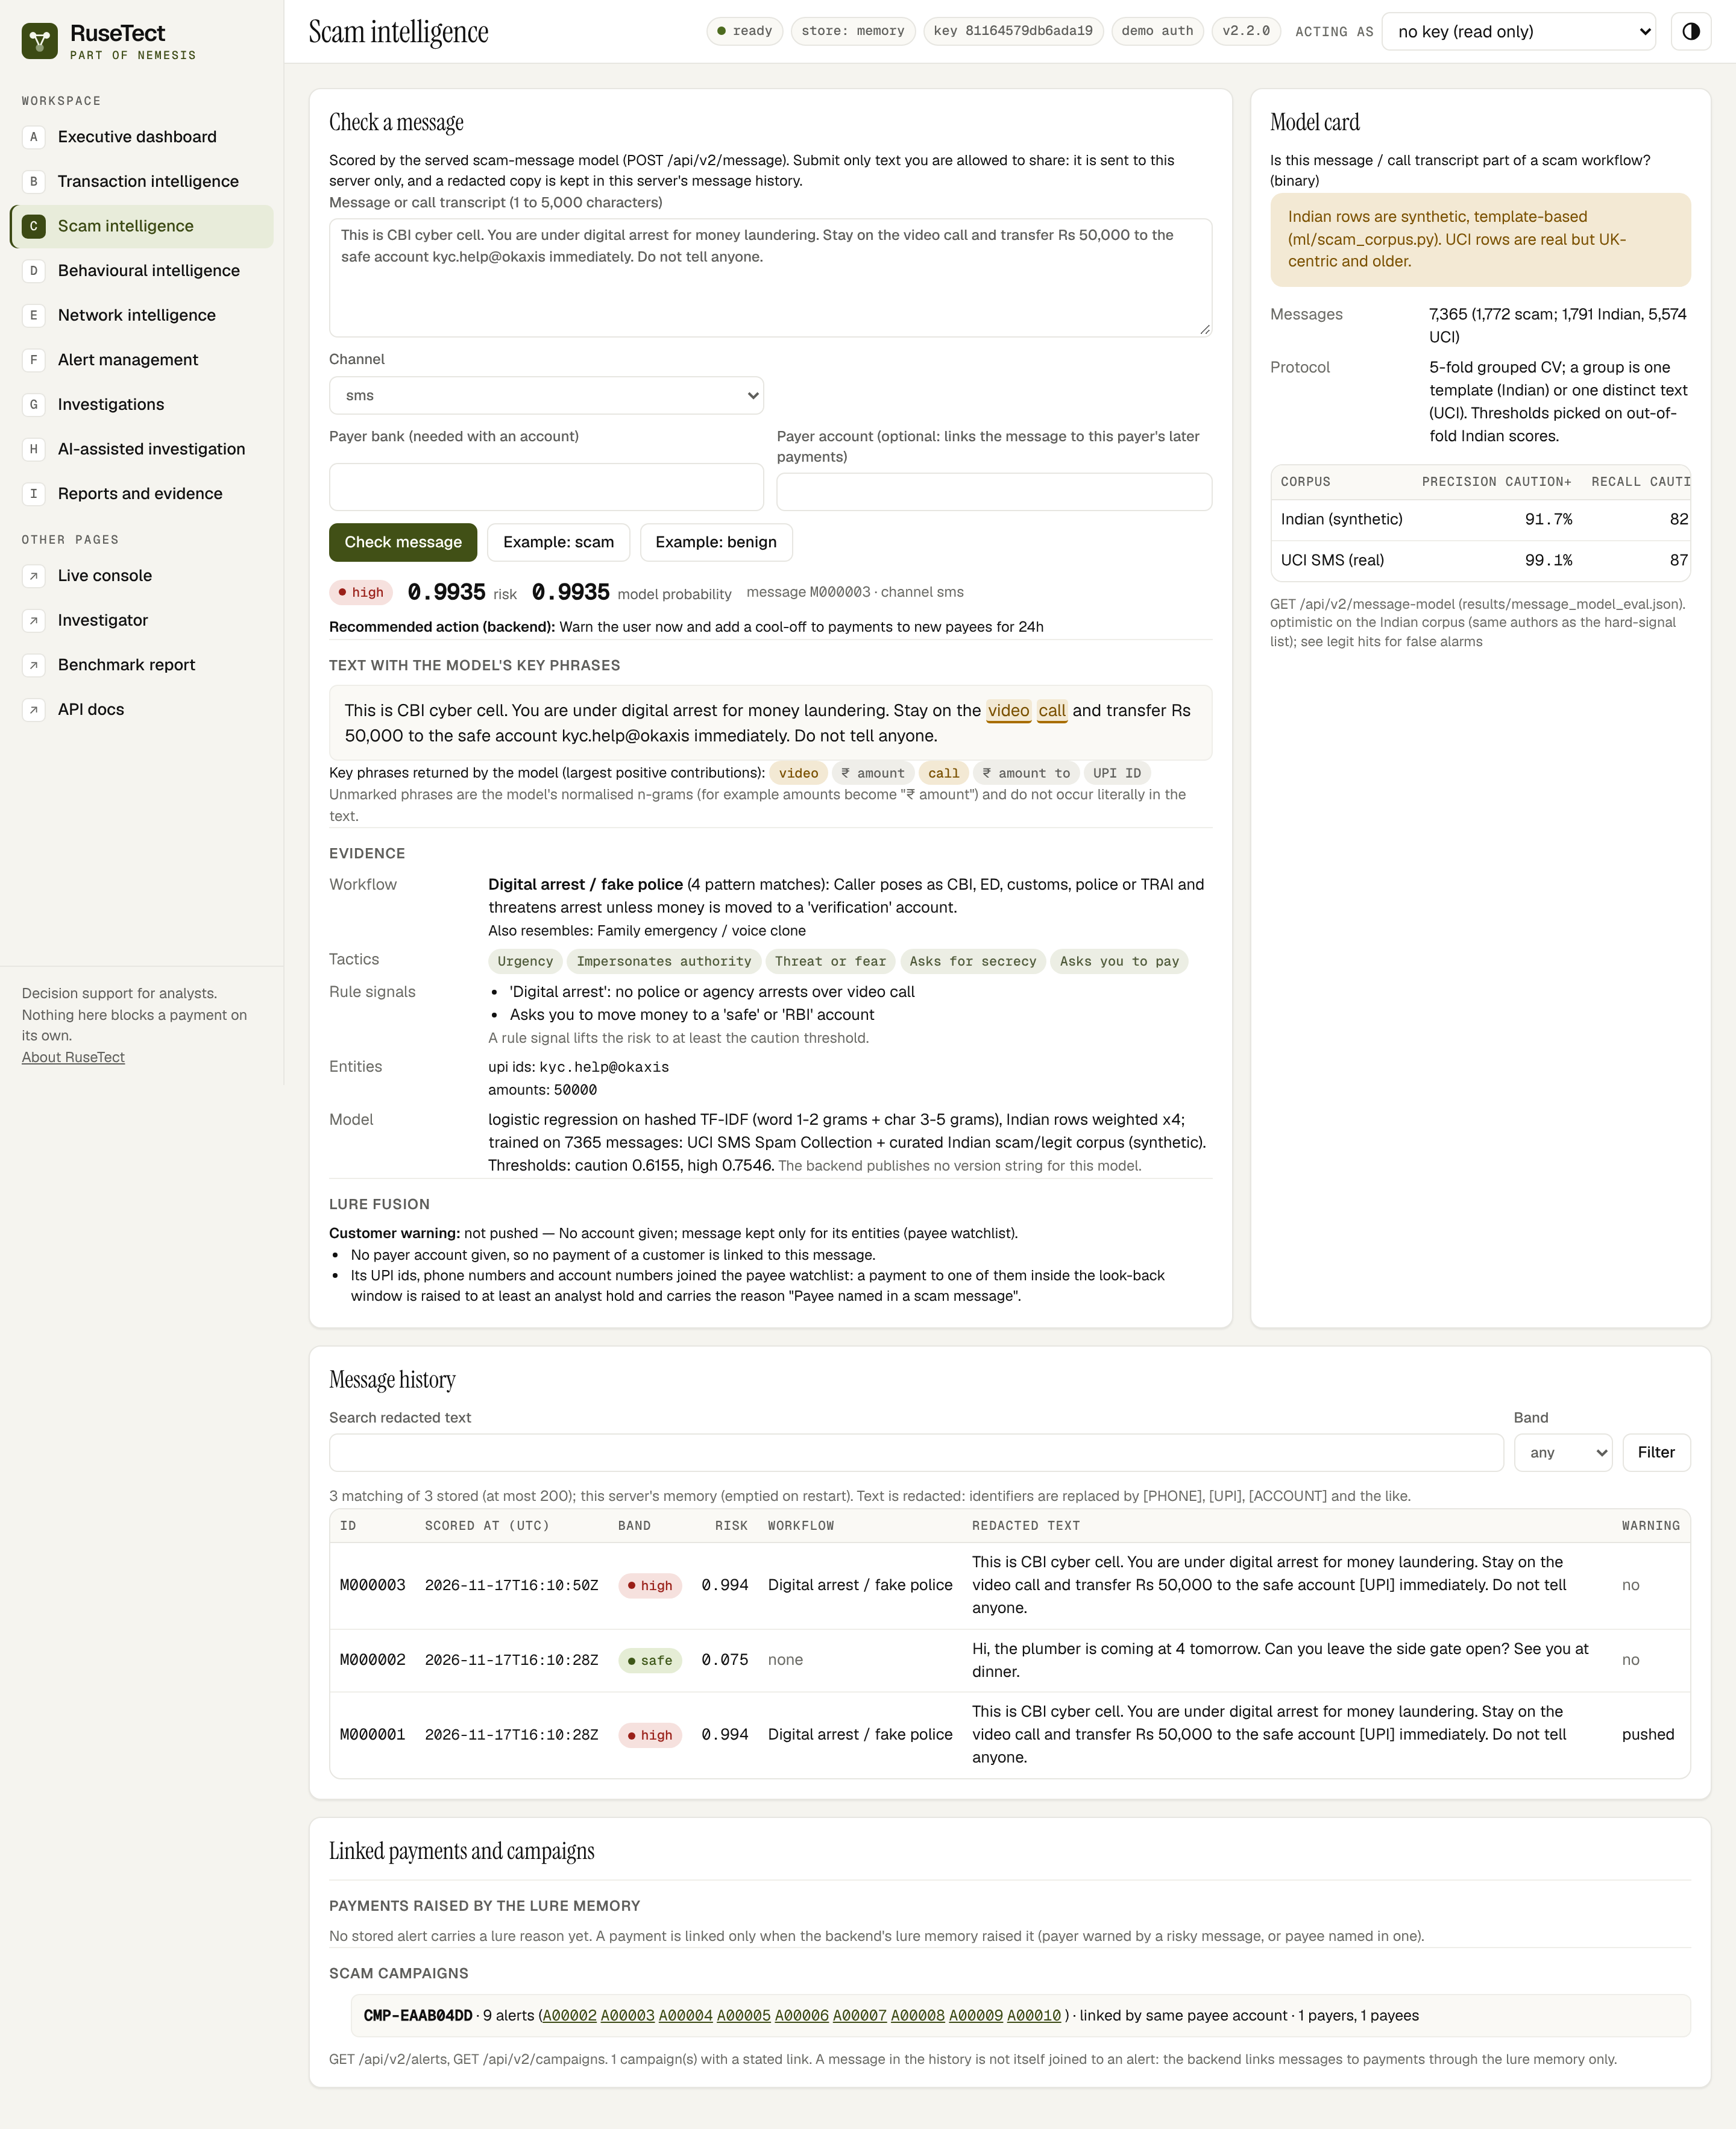 RuseTect
PART OF NEMESIS
WORKSPACE
A Executive dashboard
B Transaction intelligence
C Scam intelligence
D Behavioural intelligence
E Network intelligence
F Alert management
G Investigations
H AI-assisted investigation
I Reports and evidence
OTHER PAGES
Live console
Investigator
Benchmark report
API docs
Decision support for analysts.
Nothing here blocks a payment on
its own.
About RuseTect
Scam intelligence
ready store: memory key 81164579db6ada19 demo auth v2.2.0 ACTING AS no key (read only)
Check a message
Scored by the served scam-message model (POST /api/v2/message). Submit only text you are allowed to share: it is sent to this
server only, and a redacted copy is kept in this server's message history.
Message or call transcript (1 to 5,000 characters)
This is CBI cyber cell. You are under digital arrest for money laundering. Stay on the video call and transfer Rs 50,000 to the
safe account kyc.help@okaxis immediately. Do not tell anyone.
Channel
sms
Payer bank (needed with an account)
Payer account (optional: links the message to this payer's later
payments)
Check message Example: scam Example: benign
high 0.9935 risk 0.9935 model probability message M000003 · channel sms
Recommended action (backend): Warn the user now and add a cool-off to payments to new payees for 24h
TEXT WITH THE MODEL'S KEY PHRASES
This is CBI cyber cell. You are under digital arrest for money laundering. Stay on the video call and transfer Rs
50,000 to the safe account kyc.help@okaxis immediately. Do not tell anyone.
Key phrases returned by the model (largest positive contributions): video ₹ amount call ₹ amount to UPI ID
Unmarked phrases are the model's normalised n-grams (for example amounts become "₹ amount") and do not occur literally in the
text.
EVIDENCE
Workflow Digital arrest / fake police (4 pattern matches): Caller poses as CBI, ED, customs, police or TRAI and
threatens arrest unless money is moved to a 'verification' account.
Also resembles: Family emergency / voice clone
Tactics Urgency Impersonates authority Threat or fear Asks for secrecy Asks you to pay
Rule signals • 'Digital arrest': no police or agency arrests over video call
• Asks you to move money to a 'safe' or 'RBI' account
A rule signal lifts the risk to at least the caution threshold.
Entities upi ids: kyc.help@okaxis
amounts: 50000
Model logistic regression on hashed TF-IDF (word 1-2 grams + char 3-5 grams), Indian rows weighted x4;
trained on 7365 messages: UCI SMS Spam Collection + curated Indian scam/legit corpus (synthetic).
Thresholds: caution 0.6155, high 0.7546. The backend publishes no version string for this model.
LURE FUSION
Customer warning: not pushed — No account given; message kept only for its entities (payee watchlist).
• No payer account given, so no payment of a customer is linked to this message.
• Its UPI ids, phone numbers and account numbers joined the payee watchlist: a payment to one of them inside the look-back
window is raised to at least an analyst hold and carries the reason "Payee named in a scam message".
Model card
Is this message / call transcript part of a scam workflow?
(binary)
Indian rows are synthetic, template-based
(ml/scam_corpus.py). UCI rows are real but UK-
centric and older.
Messages 7,365 (1,772 scam; 1,791 Indian, 5,574
UCI)
Protocol 5-fold grouped CV; a group is one
template (Indian) or one distinct text
(UCI). Thresholds picked on out-of-
fold Indian scores.
CORPUS PRECISION CAUTION+ RECALL CAUTI
Indian (synthetic) 91.7% 82
UCI SMS (real) 99.1% 87
GET /api/v2/message-model (results/message_model_eval.json).
optimistic on the Indian corpus (same authors as the hard-signal
list); see legit hits for false alarms
Message history
Search redacted text Band
any Filter
3 matching of 3 stored (at most 200); this server's memory (emptied on restart). Text is redacted: identifiers are replaced by [PHONE], [UPI], [ACCOUNT] and the like.
ID SCORED AT (UTC) BAND RISK WORKFLOW REDACTED TEXT WARNING
M000003 2026-11-17T16:10:50Z high 0.994 Digital arrest / fake police This is CBI cyber cell. You are under digital arrest for money laundering. Stay on the
video call and transfer Rs 50,000 to the safe account [UPI] immediately. Do not tell
anyone. no
M000002 2026-11-17T16:10:28Z safe 0.075 none Hi, the plumber is coming at 4 tomorrow. Can you leave the side gate open? See you at
dinner. no
M000001 2026-11-17T16:10:28Z high 0.994 Digital arrest / fake police This is CBI cyber cell. You are under digital arrest for money laundering. Stay on the
video call and transfer Rs 50,000 to the safe account [UPI] immediately. Do not tell
anyone. pushed
Linked payments and campaigns
PAYMENTS RAISED BY THE LURE MEMORY
No stored alert carries a lure reason yet. A payment is linked only when the backend's lure memory raised it (payer warned by a risky message, or payee named in one).
SCAM CAMPAIGNS
CMP-EAAB04DD · 9 alerts (A00002 A00003 A00004 A00005 A00006 A00007 A00008 A00009 A00010 ) · linked by same payee account · 1 payers, 1 payees
GET /api/v2/alerts, GET /api/v2/campaigns. 1 campaign(s) with a stated link. A message in the history is not itself joined to an alert: the backend links messages to payments through the lure memory only.